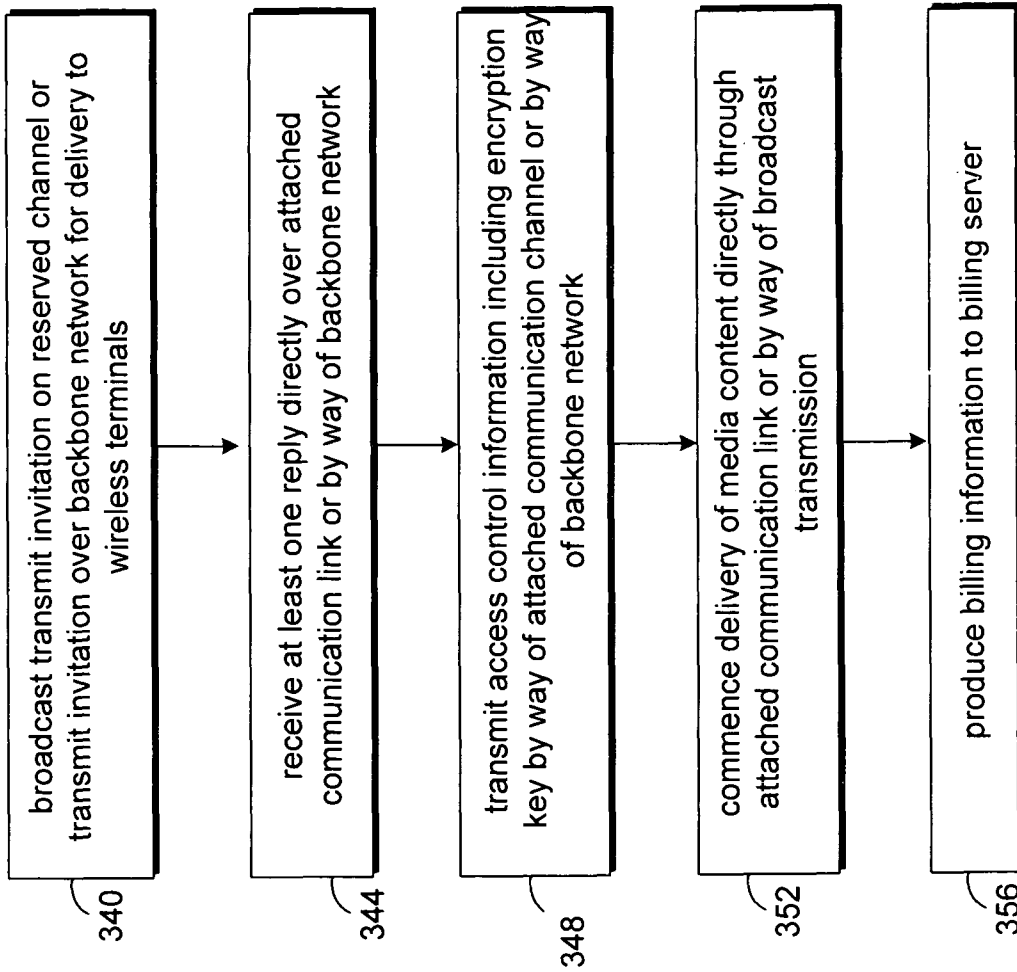 broadcast transmit invitation on reserved channel or
transmit invitation over backbone network for delivery to
wireless terminals
340
receive at least one reply directly over attached
communication link or by way of backbone network
344
transmit access control information including encryption
key by way of attached communication channel or by way
of backbone network
348
commence delivery of media content directly through
attached communication link or by way of broadcast
transmission
352
produce billing information to billing server
356